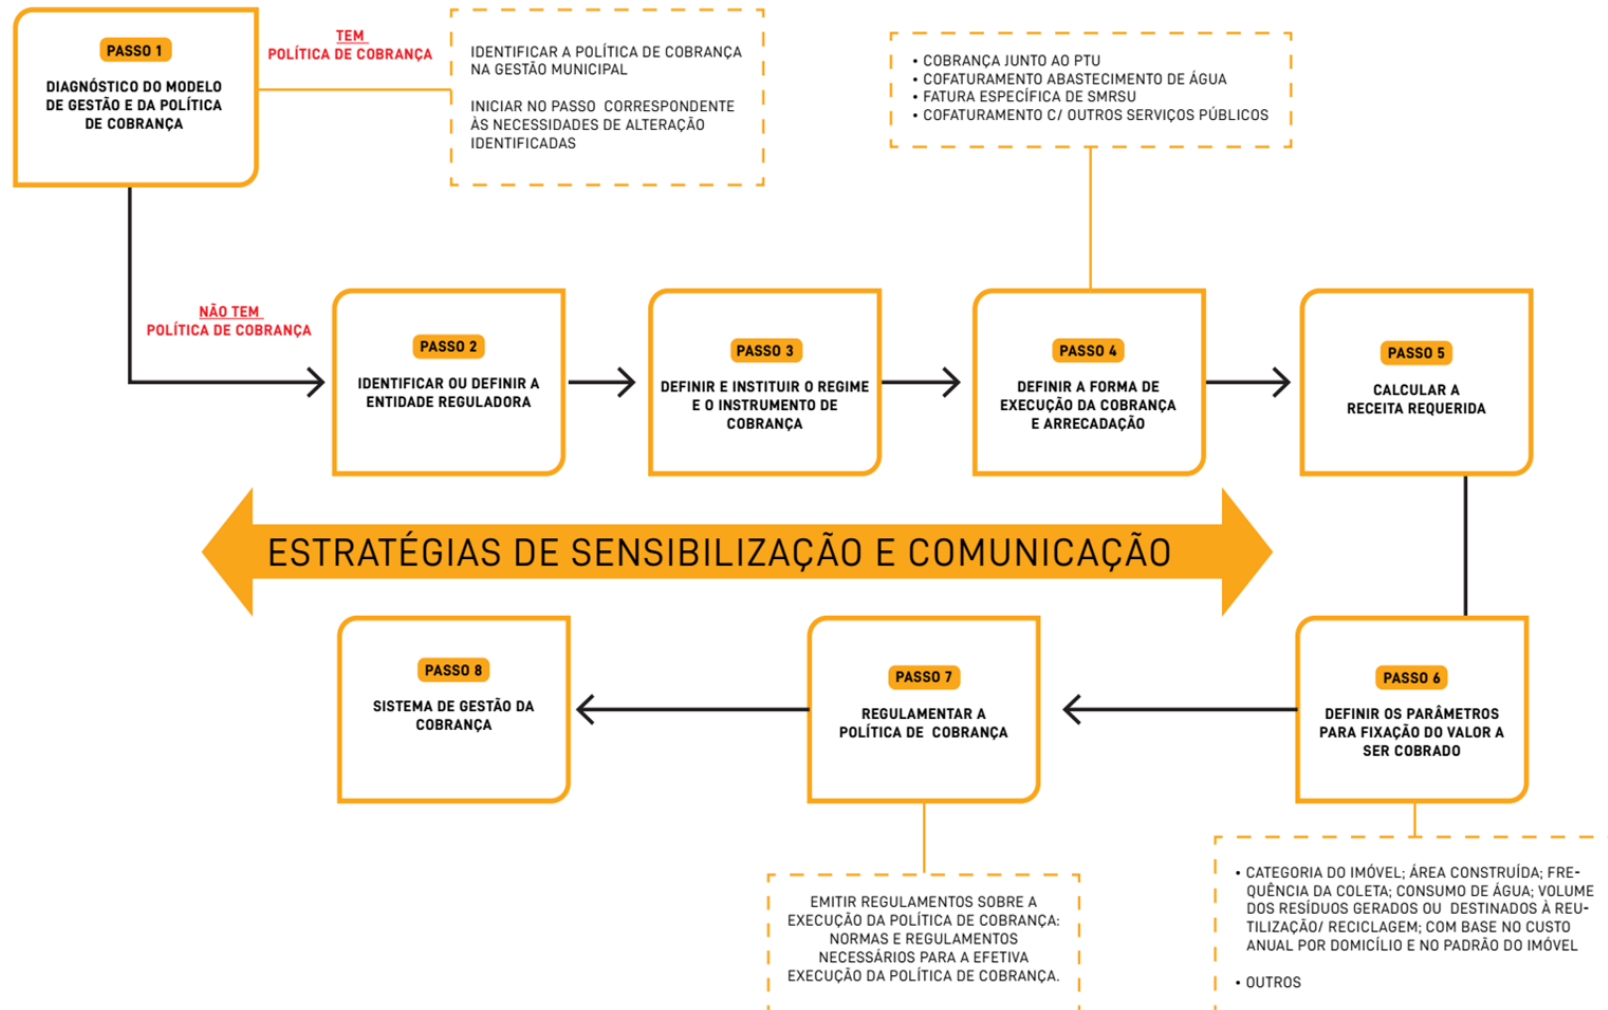 PASSO 1
DIAGNÓSTICO DO MODELO
DE GESTÃO E DA POLÍTICA
DE COBRANÇA
TEM
POLÍTICA DE COBRANÇA
IDENTIFICAR A POLÍTICA DE COBRANÇA
NA GESTÃO MUNICIPAL
INICIAR NO PASSO CORRESPONDENTE
ÀS NECESSIDADES DE ALTERAÇÃO
IDENTIFICADAS
• COBRANÇA JUNTO AO PTU
• COFATURAMENTO ABASTECIMENTO DE ÁGUA
• FATURA ESPECÍFICA DE SMRSU
• COFATURAMENTO C/ OUTROS SERVIÇOS PÚBLICOS
NÃO TEM
POLÍTICA DE COBRANÇA
PASSO 2
IDENTIFICAR OU DEFINIR A
ENTIDADE REGULADORA
PASSO 3
DEFINIR E INSTITUIR O REGIME
E O INSTRUMENTO DE
COBRANÇA
PASSO 4
DEFINIR A FORMA DE
EXECUÇÃO DA COBRANÇA
E ARRECADAÇÃO
PASSO 5
CALCULAR A
RECEITA REQUERIDA
ESTRATÉGIAS DE SENSIBILIZAÇÃO E COMUNICAÇÃO
PASSO 6
DEFINIR OS PARÂMETROS
PARA FIXAÇÃO DO VALOR A
SER COBRADO
PASSO 7
REGULAMENTAR A
POLÍTICA DE COBRANÇA
PASSO 8
SISTEMA DE GESTÃO DA
COBRANÇA
EMITIR REGULAMENTOS SOBRE A
EXECUÇÃO DA POLÍTICA DE COBRANÇA:
NORMAS E REGULAMENTOS
NECESSÁRIOS PARA A EFETIVA
EXECUÇÃO DA POLÍTICA DE COBRANÇA.
• CATEGORIA DO IMÓVEL; ÁREA CONSTRUÍDA; FRE-
QUÊNCIA DA COLETA; CONSUMO DE ÁGUA; VOLUME
DOS RESÍDUOS GERADOS OU DESTINADOS À REU-
TILIZAÇÃO/ RECICLAGEM; COM BASE NO CUSTO
ANUAL POR DOMICÍLIO E NO PADRÃO DO IMÓVEL
• OUTROS